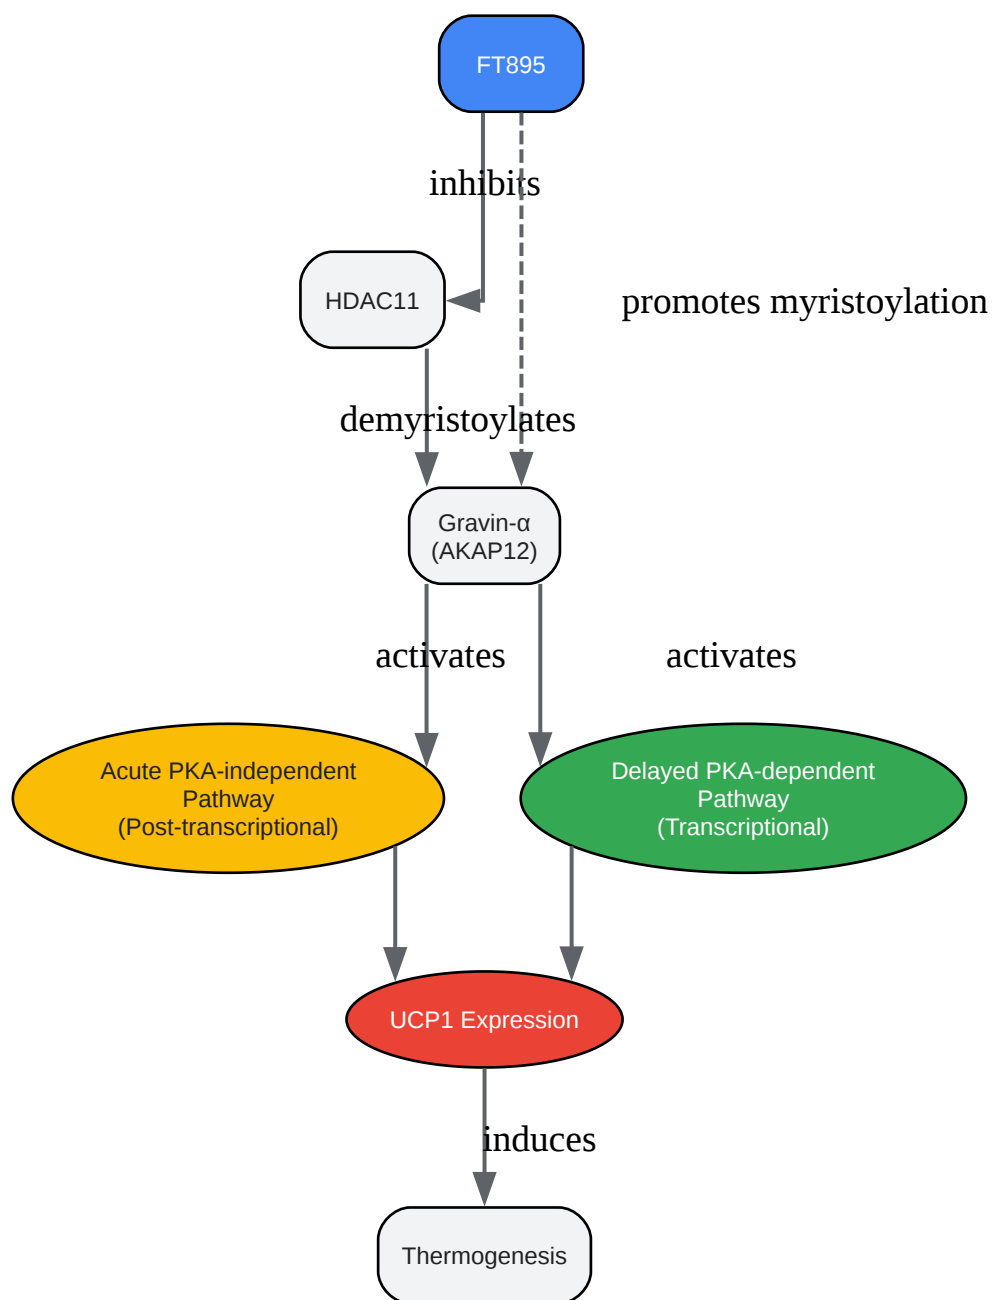 FT895
inhibits
HDAC11
promotes myristoylation
demyristoylates
Gravin-α
(AKAP12)
activates
activates
Acute PKA-independent
Pathway
(Post-transcriptional)
Delayed PKA-dependent
Pathway
(Transcriptional)
UCP1 Expression
induces
Thermogenesis